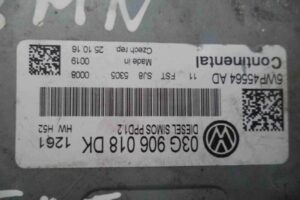 Continental
5WP45564 AD
11 FST SJ8 5305 0008
Made in
Czech rep
0019
25.10.16
DIESEL SIMOS PPD1.2
03G 906 018 DK
1261
HW H52